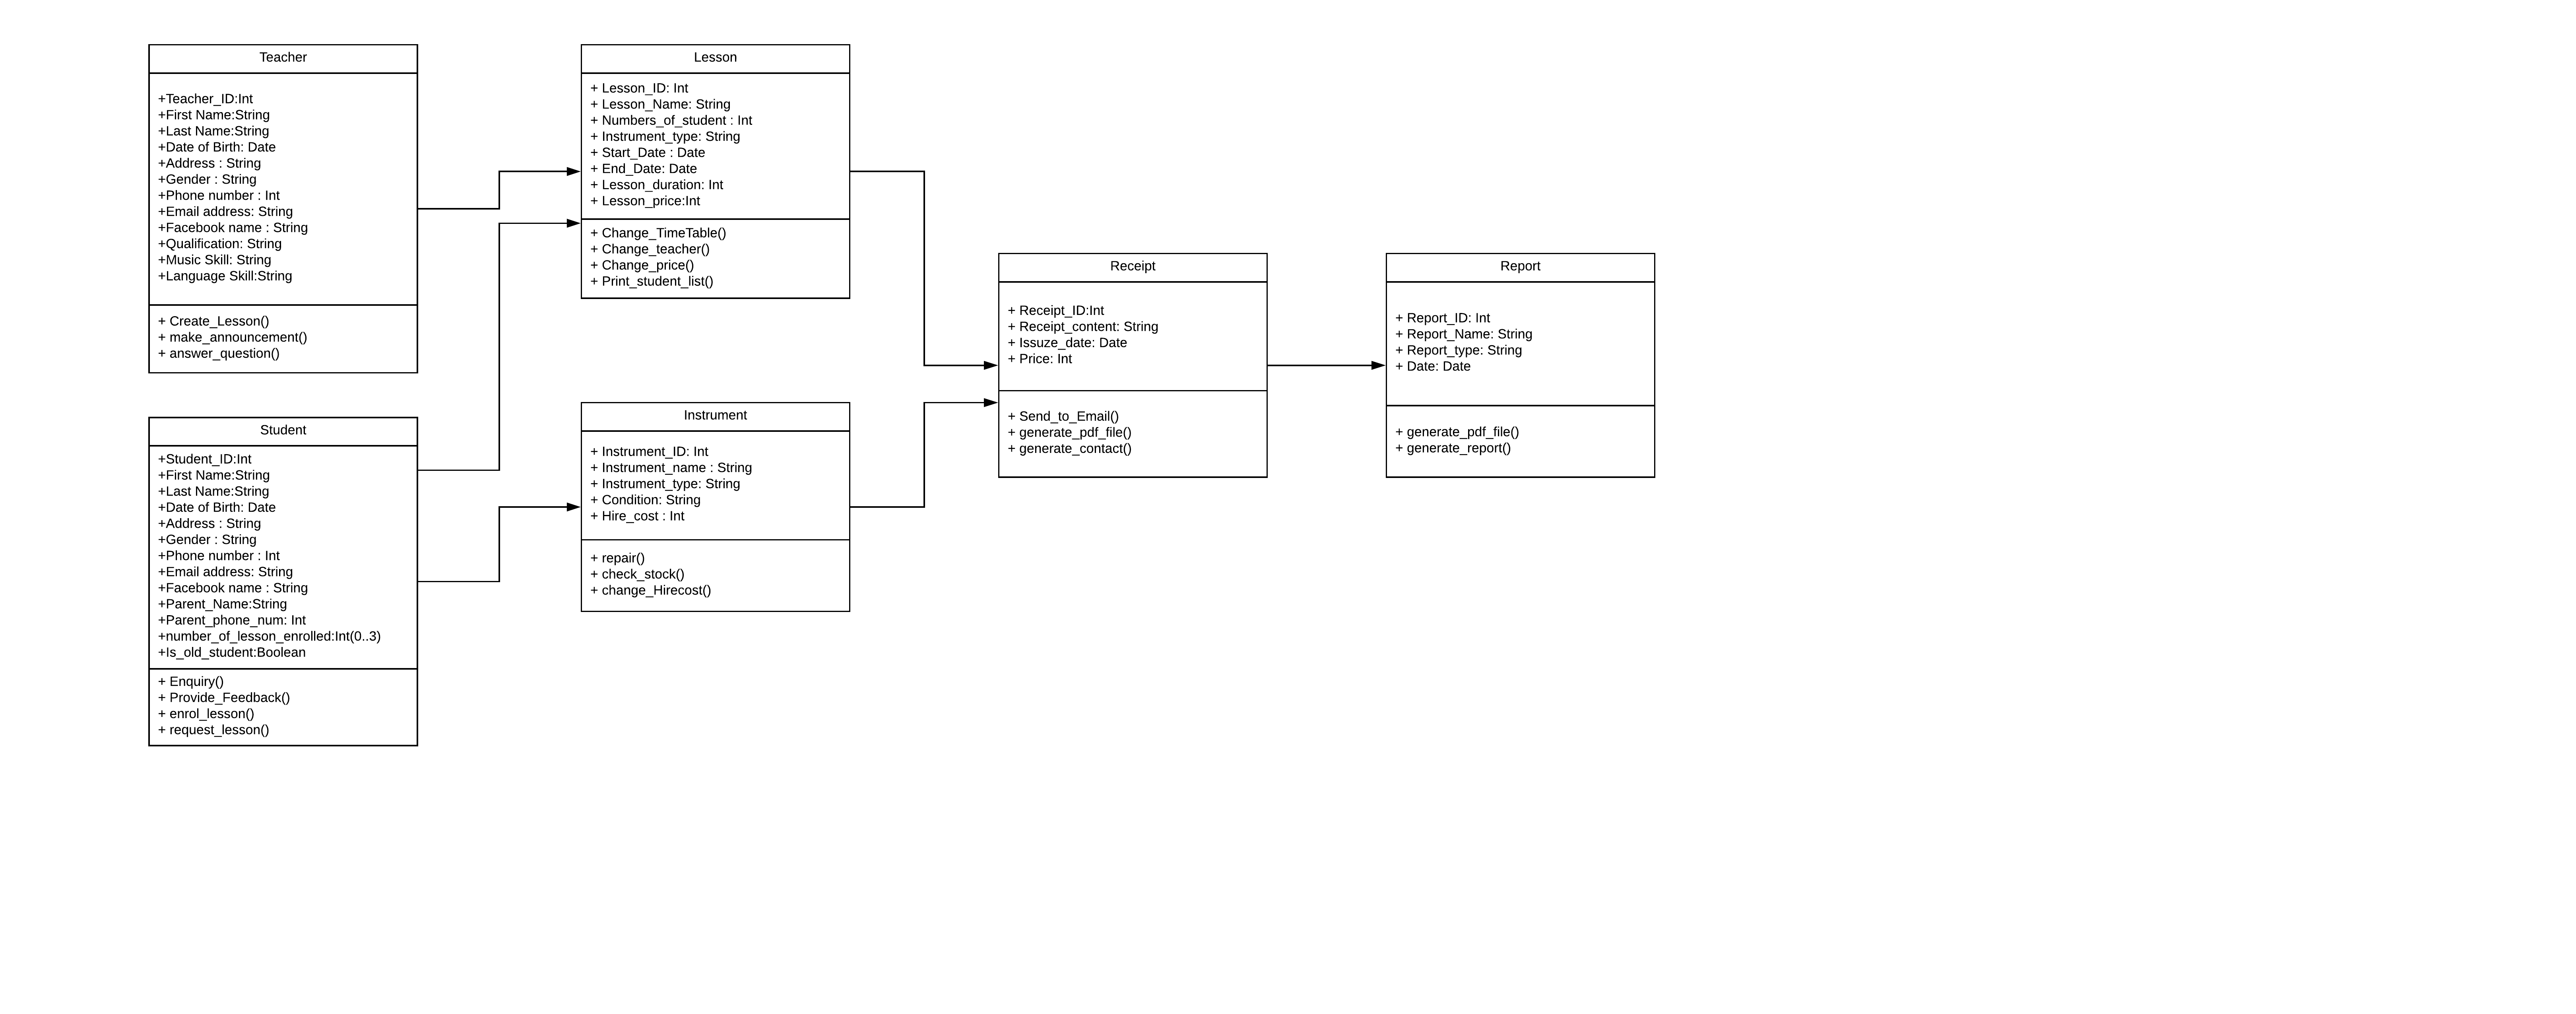 Teacher
+Teacher_ID:Int
+First Name:String
+Last Name:String
+Date of Birth: Date
+Address : String
+Gender : String
+Phone number : Int
+Email address: String
+Facebook name : String
+Qualification: String
+Music Skill: String
+Language Skill:String
+ Create_Lesson()
+ make_announcement()
+ answer_question()
Student
+Student_ID:Int
+First Name:String
+Last Name:String
+Date of Birth: Date
+Address : String
+Gender : String
+Phone number : Int
+Email address: String
+Facebook name : String
+Parent_Name:String
+Parent_phone_num: Int
+number_of_lesson_enrolled:Int(0..3)
+Is_old_student:Boolean
+ Enquiry()
+ Provide_Feedback()
+ enrol_lesson()
+ request_lesson()
Lesson
+ Lesson_ID: Int
+ Lesson_Name: String
+ Numbers_of_student : Int
+ Instrument_type: String
+ Start_Date : Date
+ End_Date: Date
+ Lesson_duration: Int
+ Lesson_price:Int
+ Change_TimeTable()
+ Change_teacher()
+ Change_price()
+ Print_student_list()
Instrument
+ Instrument_ID: Int
+ Instrument_name : String
+ Instrument_type: String
+ Condition: String
+ Hire_cost : Int
+ repair()
+ check_stock()
+ change_Hirecost()
Receipt
+ Receipt_ID:Int
+ Receipt_content: String
+ Issuze_date: Date
+ Price: Int
+ Send_to_Email()
+ generate_pdf_file()
+ generate_contact()
Report
+ Report_ID: Int
+ Report_Name: String
+ Report_type: String
+ Date: Date
+ generate_pdf_file()
+ generate_report()